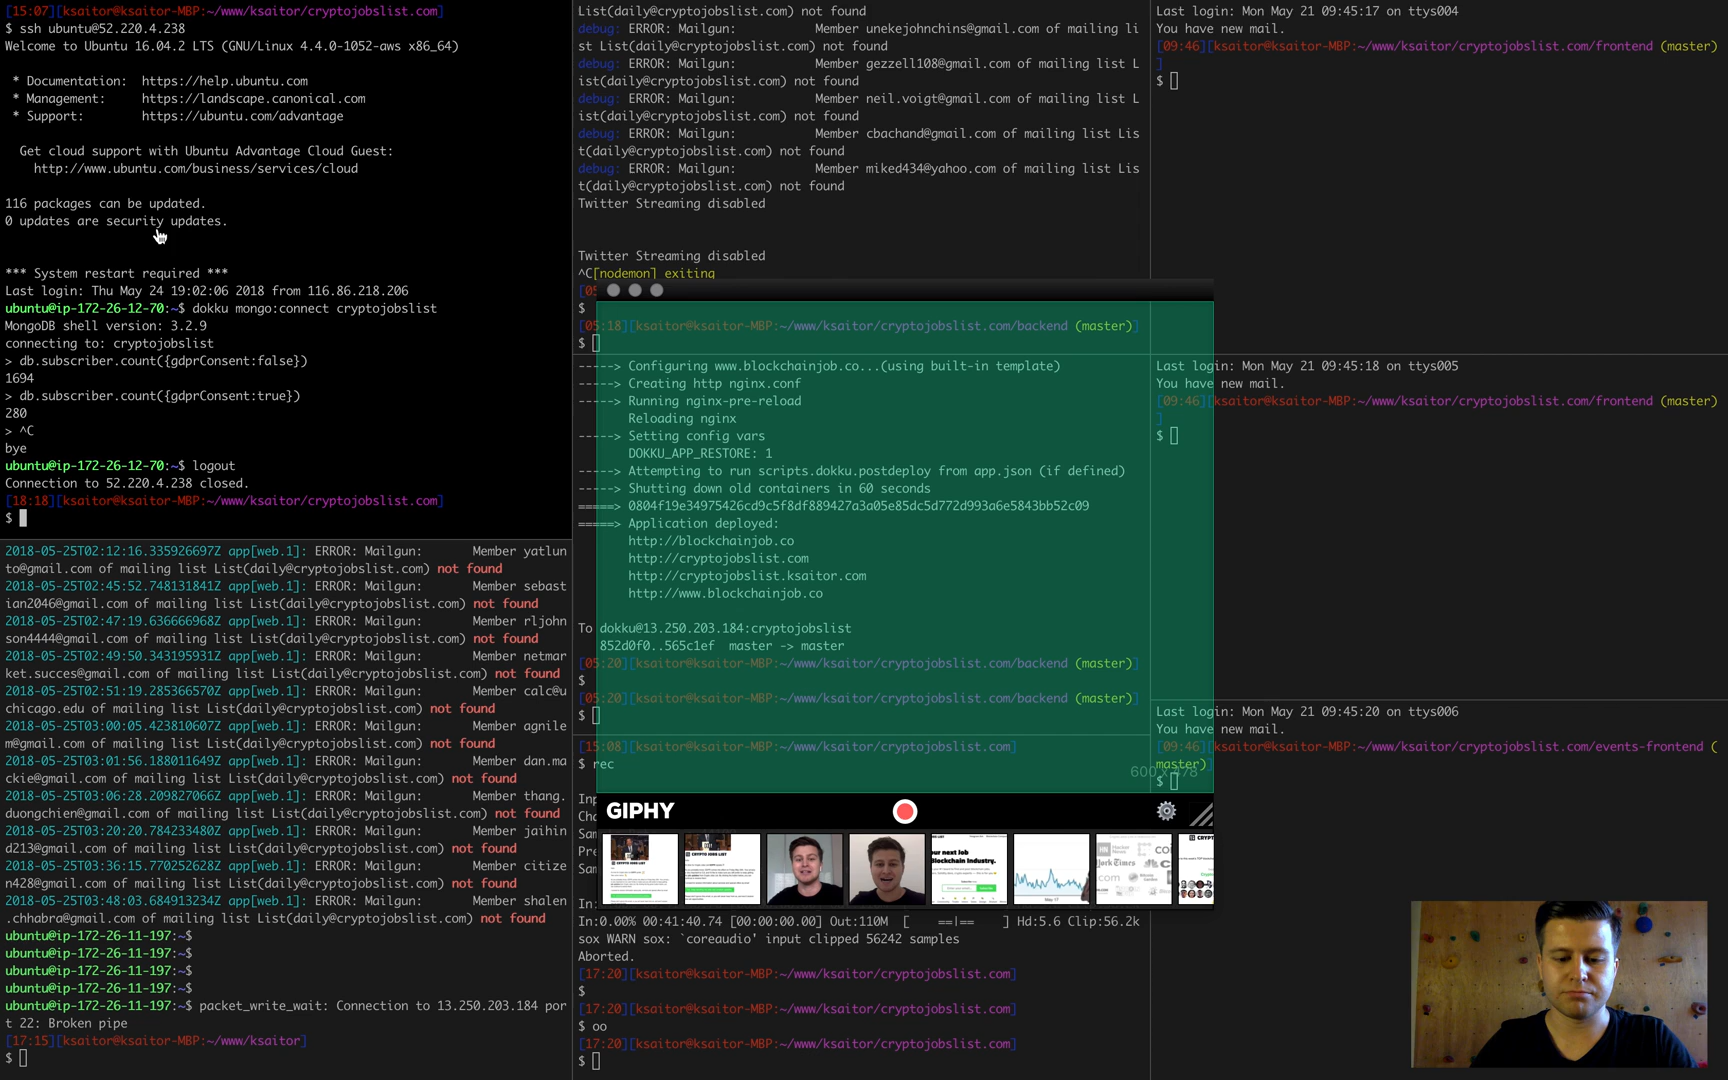 [15:07][ksaitor@ksaitor-MBP:~/www/ksaitor/cryptojobslist.com]
$ ssh ubuntu@52.220.4.238
Welcome to Ubuntu 16.04.2 LTS (GNU/Linux 4.4.0-1052-aws x86_64)
* Documentation:  https://help.ubuntu.com
* Management:     https://landscape.canonical.com
* Support:        https://ubuntu.com/advantage
Get cloud support with Ubuntu Advantage Cloud Guest:
http://www.ubuntu.com/business/services/cloud
116 packages can be updated.
0 updates are security updates.
*** System restart required ***
Last login: Thu May 24 19:02:06 2018 from 116.86.218.206
ubuntu@ip-172-26-12-70:~$ dokku mongo:connect cryptojobslist
MongoDB shell version: 3.2.9
connecting to: cryptojobslist
> db.subscriber.count({gdprConsent:false})
1694
> db.subscriber.count({gdprConsent:true})
280
> ^C
bye
ubuntu@ip-172-26-12-70:~$ logout
Connection to 52.220.4.238 closed.
[18:18][ksaitor@ksaitor-MBP:~/www/ksaitor/cryptojobslist.com]
$
2018-05-25T02:12:16.335926697Z app[web.1]: ERROR: Mailgun:       Member yatlun
to@gmail.com of mailing list List(daily@cryptojobslist.com) not found
2018-05-25T02:45:52.748131841Z app[web.1]: ERROR: Mailgun:       Member sebast
ian2046@gmail.com of mailing list List(daily@cryptojobslist.com) not found
2018-05-25T02:47:19.636666968Z app[web.1]: ERROR: Mailgun:       Member rljohn
son4444@gmail.com of mailing list List(daily@cryptojobslist.com) not found
2018-05-25T02:49:50.343195931Z app[web.1]: ERROR: Mailgun:       Member netmar
ket.succes@gmail.com of mailing list List(daily@cryptojobslist.com) not found
2018-05-25T02:51:19.285366570Z app[web.1]: ERROR: Mailgun:       Member calc@u
chicago.edu of mailing list List(daily@cryptojobslist.com) not found
2018-05-25T03:00:05.423810607Z app[web.1]: ERROR: Mailgun:       Member agnile
m@gmail.com of mailing list List(daily@cryptojobslist.com) not found
2018-05-25T03:01:56.188011649Z app[web.1]: ERROR: Mailgun:       Member dan.ma
ckie@gmail.com of mailing list List(daily@cryptojobslist.com) not found
2018-05-25T03:06:28.209827066Z app[web.1]: ERROR: Mailgun:       Member thang.
duongchien@gmail.com of mailing list List(daily@cryptojobslist.com) not found
2018-05-25T03:20:20.784233480Z app[web.1]: ERROR: Mailgun:       Member jaihin
d213@gmail.com of mailing list List(daily@cryptojobslist.com) not found
2018-05-25T03:36:15.770252628Z app[web.1]: ERROR: Mailgun:       Member citize
n428@gmail.com of mailing list List(daily@cryptojobslist.com) not found
2018-05-25T03:48:03.684913234Z app[web.1]: ERROR: Mailgun:       Member shalen
.chhabra@gmail.com of mailing list List(daily@cryptojobslist.com) not found
ubuntu@ip-172-26-11-197:~$
ubuntu@ip-172-26-11-197:~$
ubuntu@ip-172-26-11-197:~$
ubuntu@ip-172-26-11-197:~$
ubuntu@ip-172-26-11-197:~$ packet_write_wait: Connection to 13.250.203.184 por
t 22: Broken pipe
[17:15][ksaitor@ksaitor-MBP:~/www/ksaitor]
$
List(daily@cryptojobslist.com) not found
debug: ERROR: Mailgun:           Member unekejohnchins@gmail.com of mailing li
st List(daily@cryptojobslist.com) not found
debug: ERROR: Mailgun:           Member gezzell108@gmail.com of mailing list L
ist(daily@cryptojobslist.com) not found
debug: ERROR: Mailgun:           Member neil.voigt@gmail.com of mailing list L
ist(daily@cryptojobslist.com) not found
debug: ERROR: Mailgun:           Member cbachand@gmail.com of mailing list Lis
t(daily@cryptojobslist.com) not found
debug: ERROR: Mailgun:           Member miked434@yahoo.com of mailing list Lis
t(daily@cryptojobslist.com) not found
Twitter Streaming disabled
Twitter Streaming disabled
^C[nodemon] exiting
$
[05:18][ksaitor@ksaitor-MBP:~/www/ksaitor/cryptojobslist.com/backend (master)]
$
-----> Configuring www.blockchainjob.co...(using built-in template)
-----> Creating http nginx.conf
-----> Running nginx-pre-reload
Reloading nginx
-----> Setting config vars
DOKKU_APP_RESTORE: 1
-----> Attempting to run scripts.dokku.postdeploy from app.json (if defined)
-----> Shutting down old containers in 60 seconds
=====> 0804f19e34975426cd9c5f8df889427a3a05e85dc5d772d993a6e5843bb52c09
=====> Application deployed:
http://blockchainjob.co
http://cryptojobslist.com
http://cryptojobslist.ksaitor.com
http://www.blockchainjob.co
To dokku@13.250.203.184:cryptojobslist
852d0f0..565c1ef  master -> master
[05:20][ksaitor@ksaitor-MBP:~/www/ksaitor/cryptojobslist.com/backend (master)]
$
[05:20][ksaitor@ksaitor-MBP:~/www/ksaitor/cryptojobslist.com/backend (master)]
$
[15:08][ksaitor@ksaitor-MBP:~/www/ksaitor/cryptojobslist.com]
$ rec
GIPHY
In:0.00% 00:41:40.74 [00:00:00.00] Out:110M  [    ==|==    ] Hd:5.6 Clip:56.2k
sox WARN sox: `coreaudio' input clipped 56242 samples
Aborted.
[17:20][ksaitor@ksaitor-MBP:~/www/ksaitor/cryptojobslist.com]
$
[17:20][ksaitor@ksaitor-MBP:~/www/ksaitor/cryptojobslist.com]
$ oo
[17:20][ksaitor@ksaitor-MBP:~/www/ksaitor/cryptojobslist.com]
$
Last login: Mon May 21 09:45:17 on ttys004
You have new mail.
[09:46][ksaitor@ksaitor-MBP:~/www/ksaitor/cryptojobslist.com/frontend (master)
]
$
Last login: Mon May 21 09:45:18 on ttys005
You have new mail.
[09:46][ksaitor@ksaitor-MBP:~/www/ksaitor/cryptojobslist.com/frontend (master)
]
$
Last login: Mon May 21 09:45:20 on ttys006
You have new mail.
[09:46][ksaitor@ksaitor-MBP:~/www/ksaitor/cryptojobslist.com/events-frontend (
master)]
$